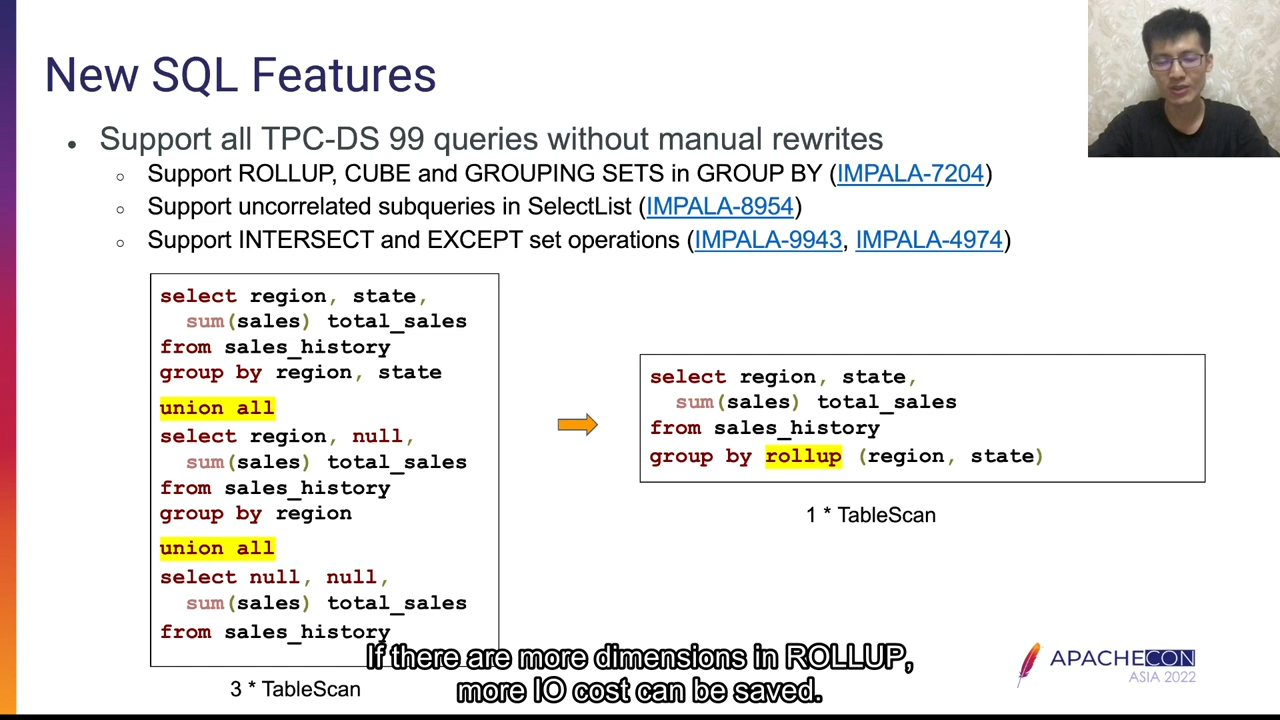 New SQL Features
● Support all TPC-DS 99 queries without manual rewrites
○ Support ROLLUP, CUBE and GROUPING SETS in GROUP BY (IMPALA-7204)
○ Support uncorrelated subqueries in SelectList (IMPALA-8954)
○ Support INTERSECT and EXCEPT set operations (IMPALA-9943, IMPALA-4974)
select region, state,
sum(sales) total_sales
from sales_history
group by region, state
union all
select region, null,
sum(sales) total_sales
from sales_history
group by region
union all
select null, null,
sum(sales) total_sales
from sales_history
3 * TableScan
select region, state,
sum(sales) total_sales
from sales_history
group by rollup (region, state)
1 * TableScan
If there are more dimensions in ROLLUP,
more IO cost can be saved.
APACHECON
ASIA 2022